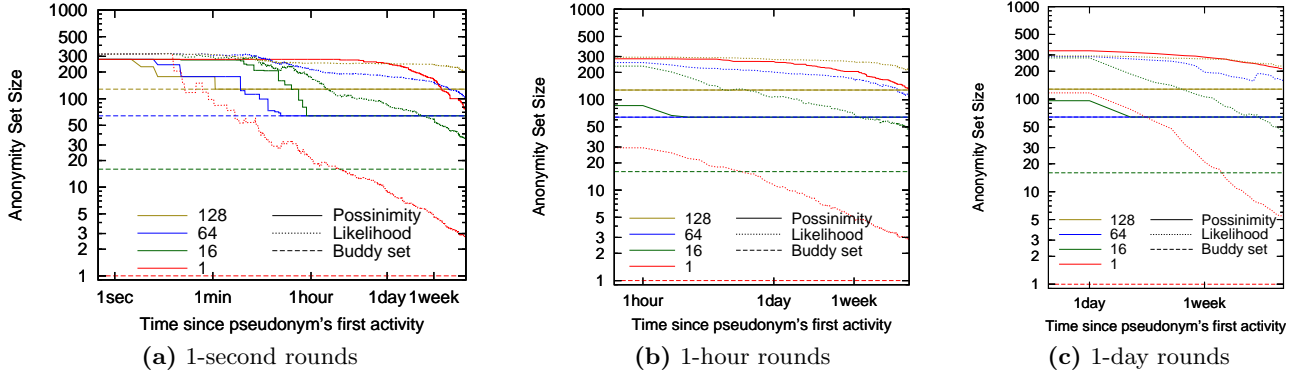 1000
500
300
200
100
50
30
20
10
5
3
2
1
Anonymity Set Size
128
64
16
1
Possinimity
Likelihood
Buddy set
1sec
1min
1hour
1day
1week
Time since pseudonym's first activity
(a) 1-second rounds
1000
500
300
200
100
50
30
20
10
5
3
2
1
Anonymity Set Size
128
64
16
1
Possinimity
Likelihood
Buddy set
1hour
1day
1week
Time since pseudonym's first activity
(b) 1-hour rounds
1000
500
300
200
100
50
30
20
10
5
3
2
1
Anonymity Set Size
128
64
16
1
Possinimity
Likelihood
Buddy set
1day
1week
Time since pseudonym's first activity
(c) 1-day rounds